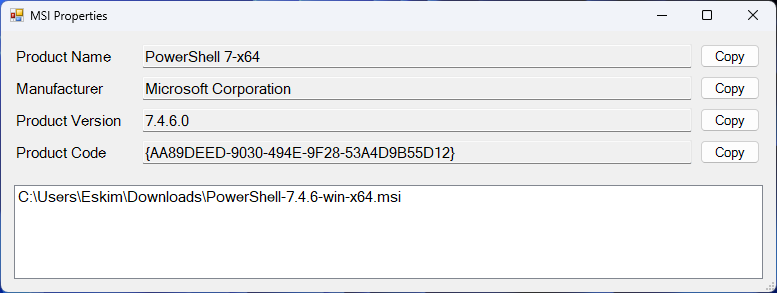 MSI Properties
Product Name PowerShell 7-x64 Copy
Manufacturer Microsoft Corporation Copy
Product Version 7.4.6.0 Copy
Product Code {AA89DEED-9030-494E-9F28-53A4D9B55D12} Copy
C:\Users\Eskim\Downloads\PowerShell-7.4.6-win-x64.msi